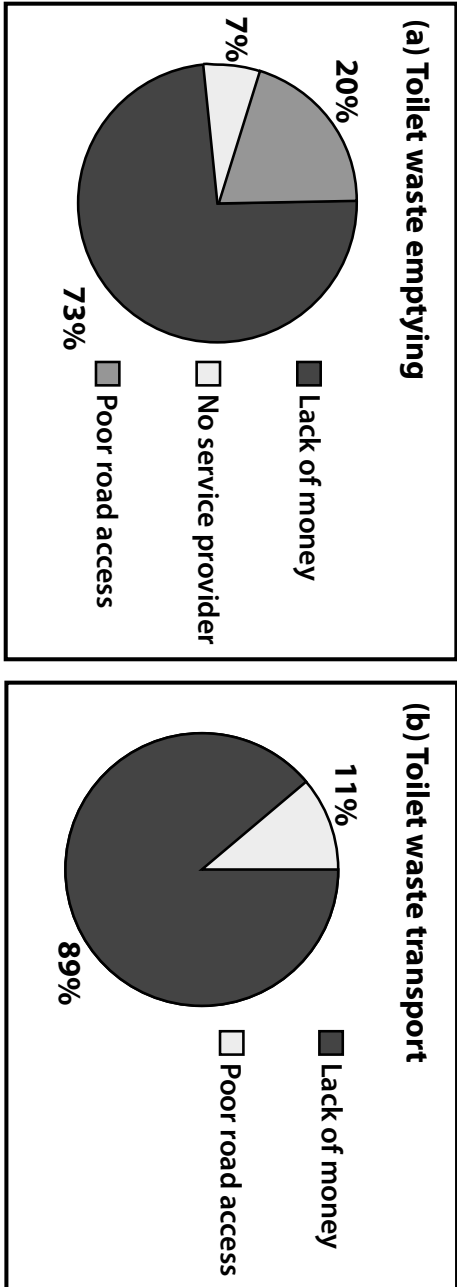 (a) Toilet waste emptying
20%
7%
73%
Lack of money
No service provider
Poor road access
(b) Toilet waste transport
11%
89%
Lack of money
Poor road access